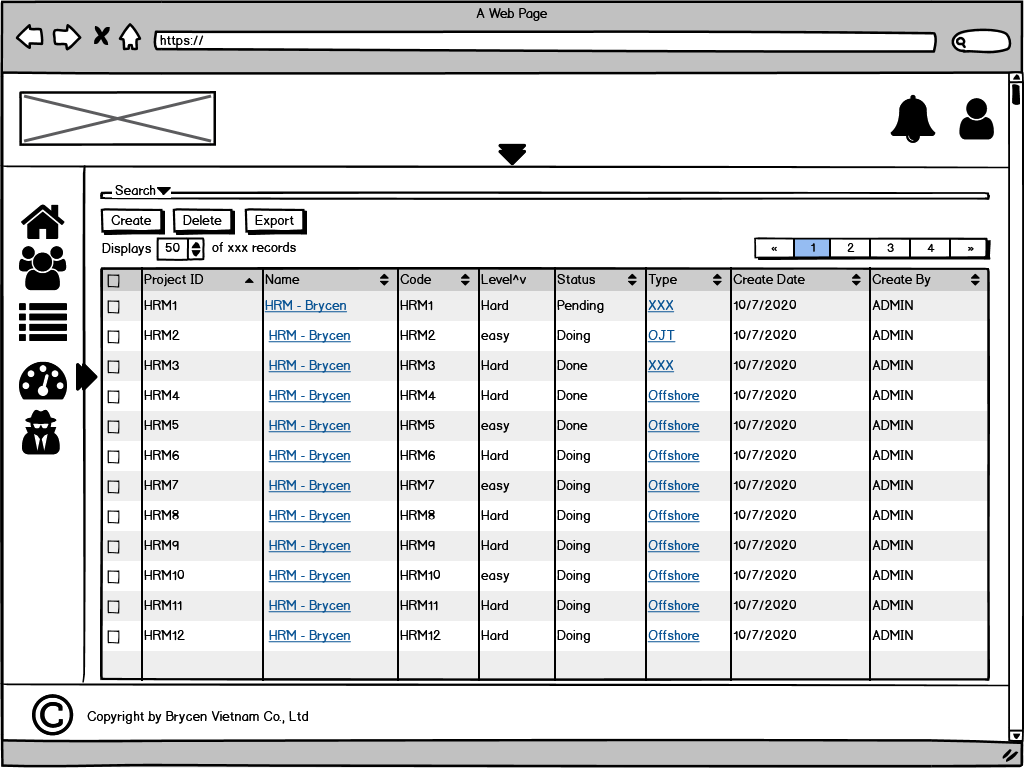 A Web Page
https://
Search
Create Delete Export
Displays 50 of xxx records
« 1 2 3 4 »
Project ID Name Code Level^v Status Type Create Date Create By
HRM1 HRM - Brycen HRM1 Hard Pending XXX 10/7/2020 ADMIN
HRM2 HRM - Brycen HRM2 easy Doing OJT 10/7/2020 ADMIN
HRM3 HRM - Brycen HRM3 Hard Done XXX 10/7/2020 ADMIN
HRM4 HRM - Brycen HRM4 Hard Done Offshore 10/7/2020 ADMIN
HRM5 HRM - Brycen HRM5 easy Done Offshore 10/7/2020 ADMIN
HRM6 HRM - Brycen HRM6 Hard Doing Offshore 10/7/2020 ADMIN
HRM7 HRM - Brycen HRM7 easy Doing Offshore 10/7/2020 ADMIN
HRM8 HRM - Brycen HRM8 Hard Doing Offshore 10/7/2020 ADMIN
HRM9 HRM - Brycen HRM9 Hard Doing Offshore 10/7/2020 ADMIN
HRM10 HRM - Brycen HRM10 easy Doing Offshore 10/7/2020 ADMIN
HRM11 HRM - Brycen HRM11 Hard Doing Offshore 10/7/2020 ADMIN
HRM12 HRM - Brycen HRM12 Hard Doing Offshore 10/7/2020 ADMIN
© Copyright by Brycen Vietnam Co., Ltd